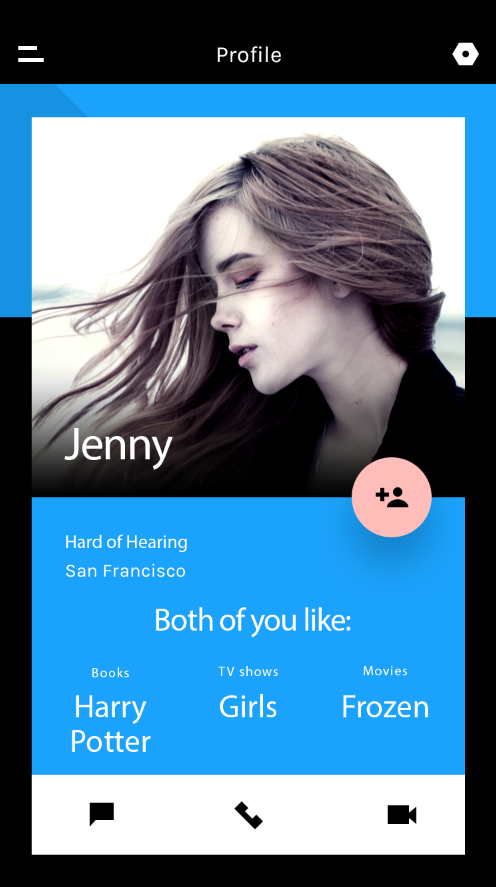 Profile
Jenny
Hard of Hearing
San Francisco
Both of you like:
Books
Harry
Potter
TV shows
Girls
Movies
Frozen